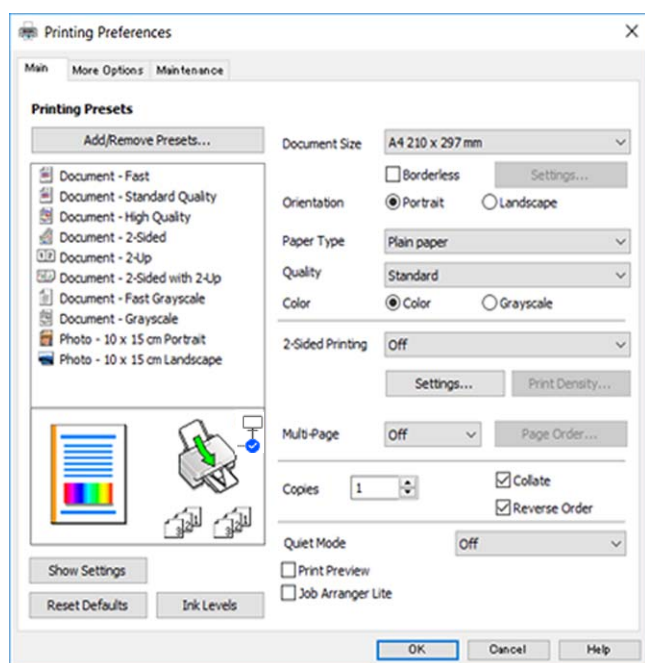 Printing Preferences
Main More Options Maintenance
Printing Presets
Add/Remove Presets...
Document - Fast
Document - Standard Quality
Document - High Quality
Document - 2-Sided
Document - 2-Up
Document - 2-Sided with 2-Up
Document - Fast Grayscale
Document - Grayscale
Photo - 10 x 15 cm Portrait
Photo - 10 x 15 cm Landscape
Show Settings
Reset Defaults Ink Levels
Document Size A4 210 x 297 mm
Borderless Settings...
Orientation Portrait Landscape
Paper Type Plain paper
Quality Standard
Color Color Grayscale
2-Sided Printing Off
Settings... Print Density...
Multi-Page Off Page Order...
Copies 1 Collate
Reverse Order
Quiet Mode Off
Print Preview
Job Arranger Lite
OK Cancel Help